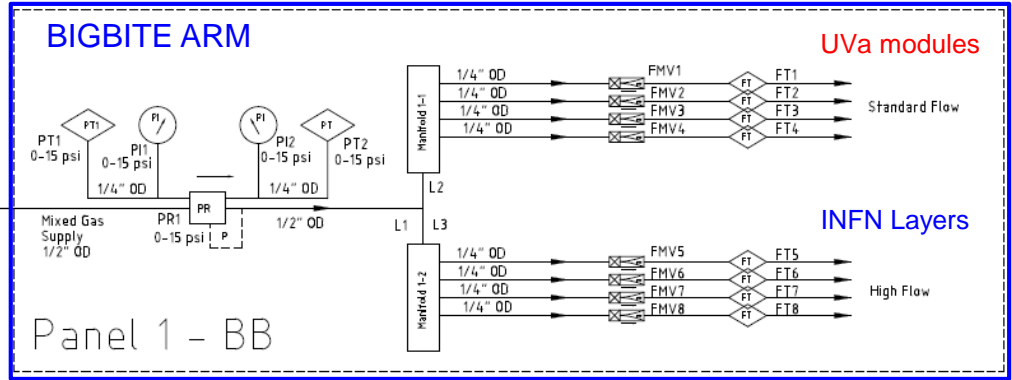 BIGBITE ARM
UVa modules
1/4" OD
1/4" OD
1/4" OD
1/4" OD
FMV1
FMV2
FMV3
FMV4
FT
FT
FT
FT
FT1
FT2
FT3
FT4
Standard Flow
Manifold 1-1
PT1
PI
PI
PT
PT1
0-15 psi
PI1
0-15 psi
PI2
0-15 psi
PT2
0-15 psi
1/4" OD
1/4" OD
PR
L2
Mixed Gas
Supply
1/2" OD
PR1
0-15 psi
P
1/2" OD
L1
L3
INFN Layers
1/4" OD
1/4" OD
1/4" OD
1/4" OD
FMV5
FMV6
FMV7
FMV8
FT
FT
FT
FT
FT5
FT6
FT7
FT8
High Flow
Manifold 1-2
Panel 1 - BB